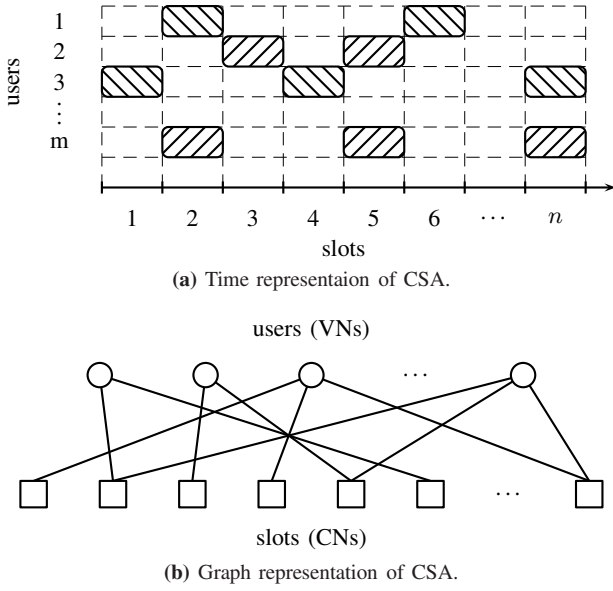 users
1
2
3
⋮
m
1 2 3 4 5 6 ⋯ n
slots
(a) Time representaion of CSA.
users (VNs)
⋯
⋯
slots (CNs)
(b) Graph representation of CSA.